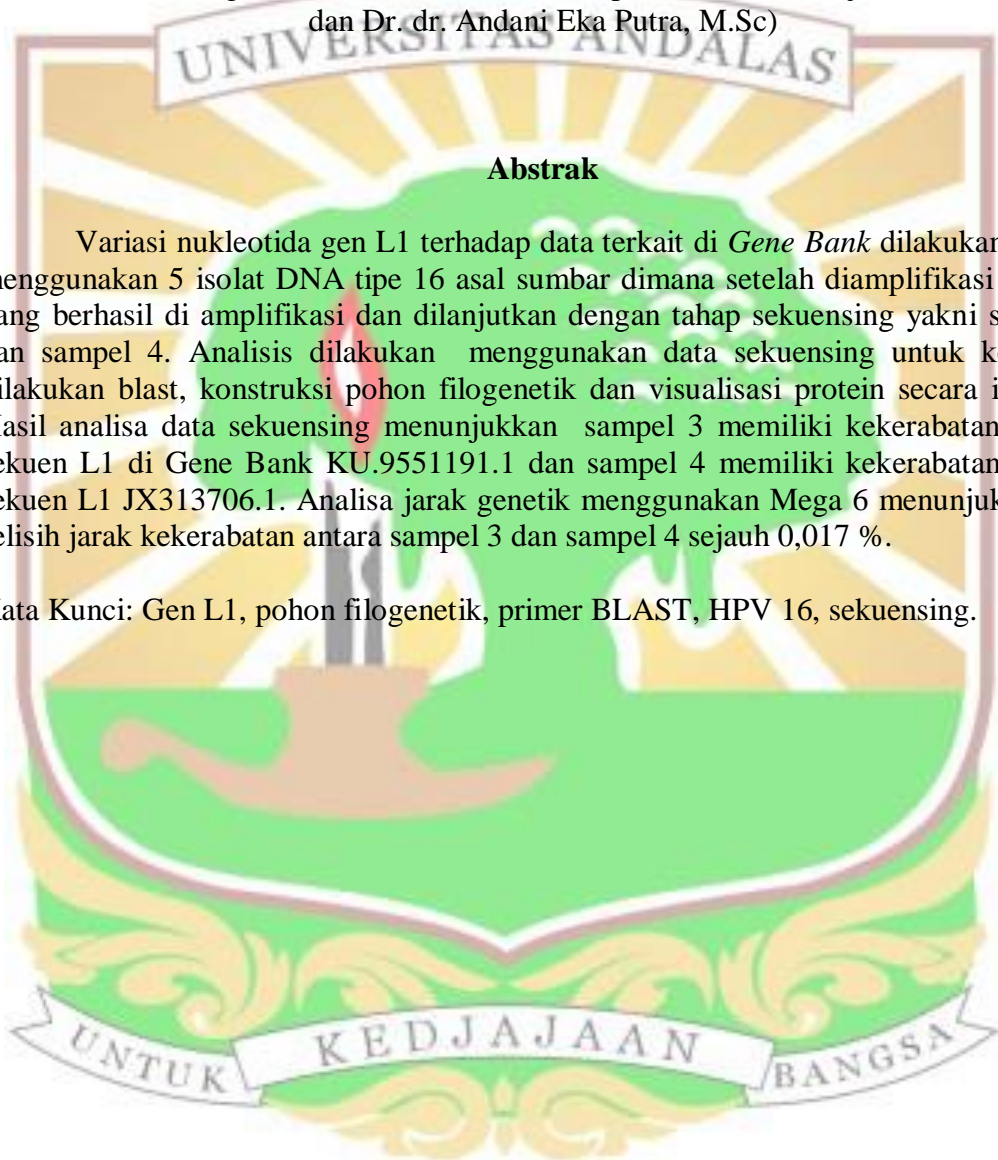 dan Dr. dr. Andani Eka Putra, M.Sc)
UNIVERSITAS ANDALAS
Abstrak
Variasi nukleotida gen L1 terhadap data terkait di Gene Bank dilakukan
menggunakan 5 isolat DNA tipe 16 asal sumbar dimana setelah diamplifikasi
yang berhasil di amplifikasi dan dilanjutkan dengan tahap sekuensing yakni
dan sampel 4. Analisis dilakukan menggunakan data sekuensing untuk
dilakukan blast, konstruksi pohon filogenetik dan visualisasi protein secara
Hasil analisa data sekuensing menunjukkan sampel 3 memiliki kekerabatan
sekuen L1 di Gene Bank KU.9551191.1 dan sampel 4 memiliki kekerabatan
sekuen L1 JX313706.1. Analisa jarak genetik menggunakan Mega 6
selisih jarak kekerabatan antara sampel 3 dan sampel 4 sejauh 0,017 %.
Kata Kunci: Gen L1, pohon filogenetik, primer BLAST, HPV 16, sekuensing.
UNTUK KEDJAJAAN BANGSA